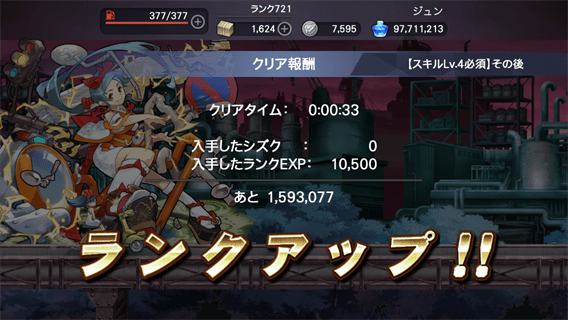 ランク721
ジュン
377/377
1,624
7,595
97,711,213
クリア報酬
【スキルLv.4必須】その後
クリアタイム： 0:00:33
入手したシズク ： 0
入手したランクEXP： 10,500
あと 1,593,077
ランクアップ!!